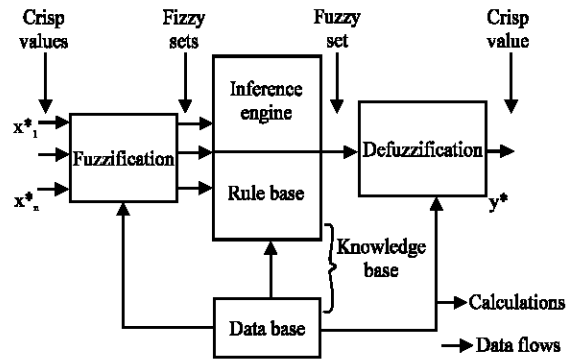 Crisp
values
Fizzy
sets
Fuzzy
set
Crisp
value
x*1
x*n
Fuzzification
Inference
engine
Rule base
Defuzzification
y*
Knowledge
base
Data base
Calculations
Data flows